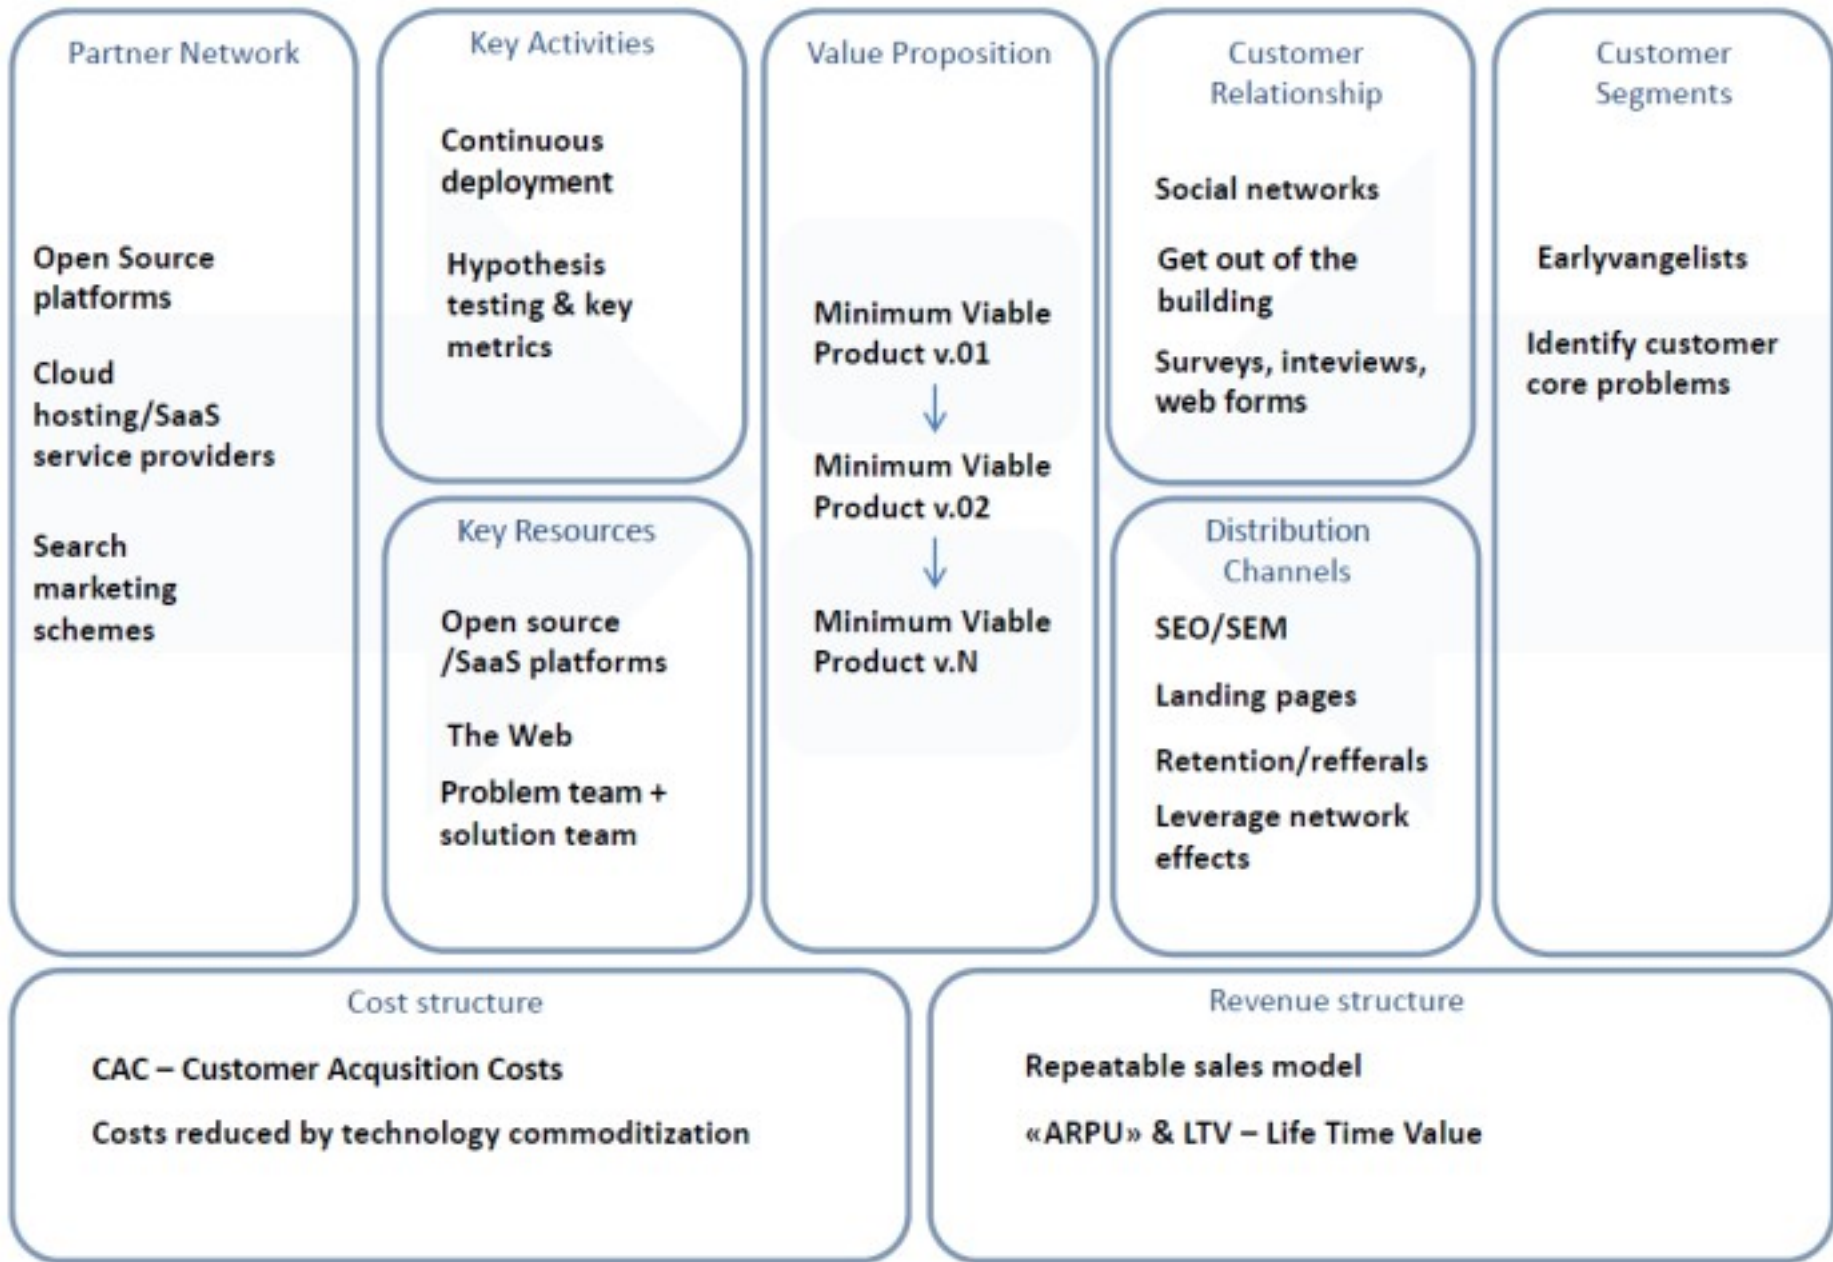 Partner Network
Open Source
platforms
Cloud
hosting/SaaS
service providers
Search
marketing
schemes
Key Activities
Continuous
deployment
Hypothesis
testing & key
metrics
Key Resources
Open source
/SaaS platforms
The Web
Problem team +
solution team
Value Proposition
Minimum Viable
Product v.01
Minimum Viable
Product v.02
Minimum Viable
Product v.N
Customer
Relationship
Social networks
Get out of the
building
Surveys, inteviews,
web forms
Distribution
Channels
SEO/SEM
Landing pages
Retention/refferals
Leverage network
effects
Customer
Segments
Earlyvangelists
Identify customer
core problems
Cost structure
CAC – Customer Acqusition Costs
Costs reduced by technology commoditization
Revenue structure
Repeatable sales model
«ARPU» & LTV – Life Time Value